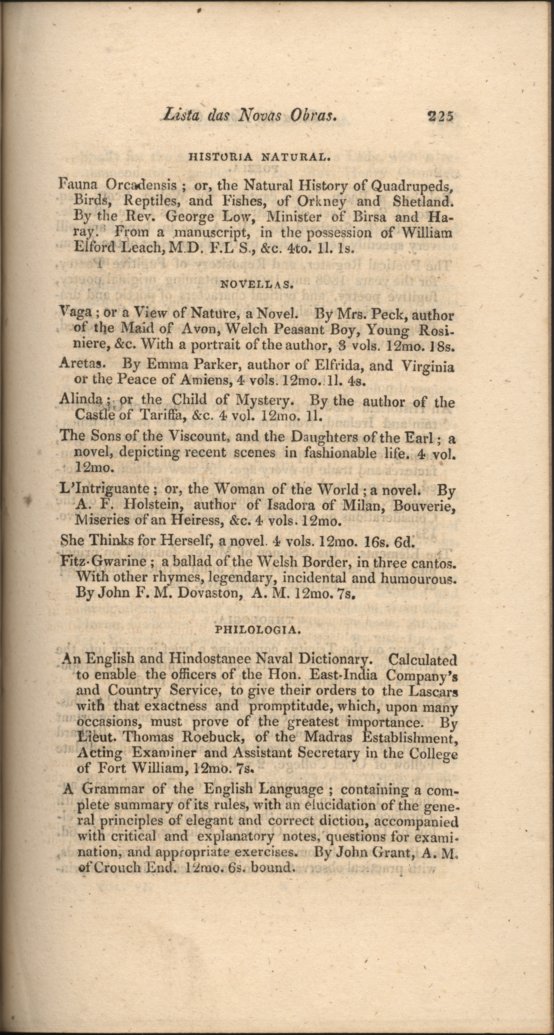 Lista das Novas Obras. 225
HISTORIA NATURAL.
Fauna Orcadensis ; or, the Natural History of Quadrupeds,
Birds, Reptiles, and Fishes, of Orkney and Shetland.
By the Rev. George Low, Minister of Birsa and Ha-
ray. From a manuscript, in the possession of William
Elford Leach, M.D. F.L S., &c. 4to. 1l. 1s.
NOVELLAS.
Vaga ; or a View of Nature, a Novel. By Mrs. Peck, author
of the Maid of Avon, Welch Peasant Boy, Young Rosi-
niere, &c. With a portrait of the author, 3 vols. 12mo. 18s.
Aretas. By Emma Parker, author of Elfrida, and Virginia
or the Peace of Amiens, 4 vols. 12mo. 1l. 4s.
Alinda ; or the Child of Mystery. By the author of the
Castle of Tariffa, &c. 4 vol. 12mo. 1l.
The Sons of the Viscount, and the Daughters of the Earl ; a
novel, depicting recent scenes in fashionable life. 4 vol.
12mo.
L'Intriguante ; or, the Woman of the World ; a novel. By
A. F. Holstein, author of Isadora of Milan, Bouverie,
Miseries of an Heiress, &c. 4 vols. 12mo.
She Thinks for Herself, a novel. 4 vols. 12mo. 16s. 6d.
Fitz-Gwarine ; a ballad of the Welsh Border, in three cantos.
With other rhymes, legendary, incidental and humourous.
By John F. M. Dovaston, A. M. 12mo. 7s.
PHILOLOGIA.
An English and Hindostanee Naval Dictionary. Calculated
to enable the officers of the Hon. East-India Company's
and Country Service, to give their orders to the Lascars
with that exactness and promptitude, which, upon many
occasions, must prove of the greatest importance. By
Lieut. Thomas Roebuck, of the Madras Establishment,
Acting Examiner and Assistant Secretary in the College
of Fort William, 12mo. 7s.
A Grammar of the English Language ; containing a com-
plete summary of its rules, with an elucidation of the gene-
ral principles of elegant and correct diction, accompanied
with critical and explanatory notes, questions for exami-
nation, and appropriate exercises. By John Grant, A. M.
of Crouch End. 12mo. 6s. bound.